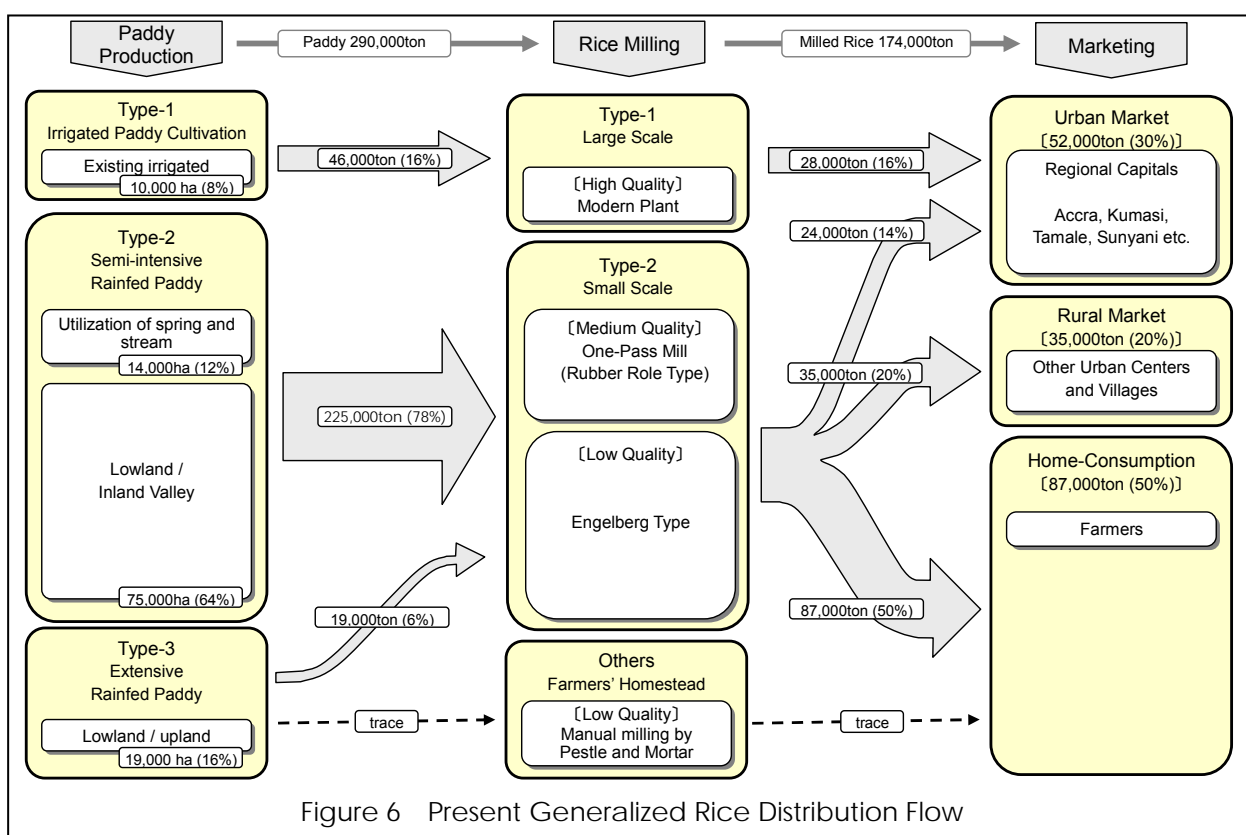 Paddy
Production
Paddy 290,000ton
Rice Milling
Milled Rice 174,000ton
Marketing
Type-1
Irrigated Paddy Cultivation
Existing irrigated
10,000 ha (8%)
46,000ton (16%)
Type-1
Large Scale
〔High Quality〕
Modern Plant
28,000ton (16%)
24,000ton (14%)
Urban Market
〔52,000ton (30%)〕
Regional Capitals
Accra, Kumasi,
Tamale, Sunyani etc.
Type-2
Semi-intensive
Rainfed Paddy
Utilization of spring and
stream
14,000ha (12%)
Lowland /
Inland Valley
75,000ha (64%)
225,000ton (78%)
Type-2
Small Scale
〔Medium Quality〕
One-Pass Mill
(Rubber Role Type)
〔Low Quality〕
Engelberg Type
35,000ton (20%)
Rural Market
〔35,000ton (20%)〕
Other Urban Centers
and Villages
87,000ton (50%)
Home-Consumption
〔87,000ton (50%)〕
Farmers
Type-3
Extensive
Rainfed Paddy
Lowland / upland
19,000 ha (16%)
19,000ton (6%)
trace
Others
Farmers’ Homestead
〔Low Quality〕
Manual milling by
Pestle and Mortar
trace
Figure 6 Present Generalized Rice Distribution Flow